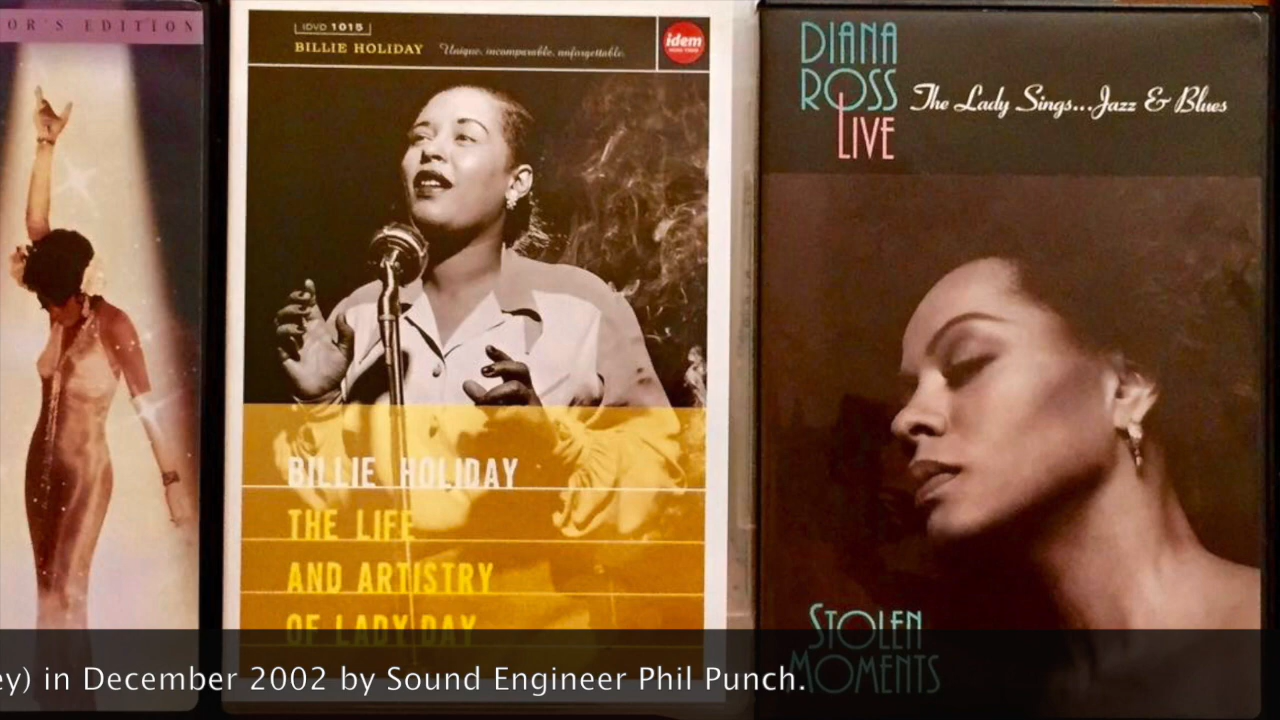 OR'S EDITION
IDVD 1015
BILLIE HOLIDAY Unique, incomparable, unforgettable.
idem
BILLIE HOLIDAY
THE LIFE
AND ARTISTRY
OF LADY DAY
DIANA
ROSS
LIVE
The Lady Sings...Jazz & Blues
STOLEN
MOMENTS
ey) in December 2002 by Sound Engineer Phil Punch.